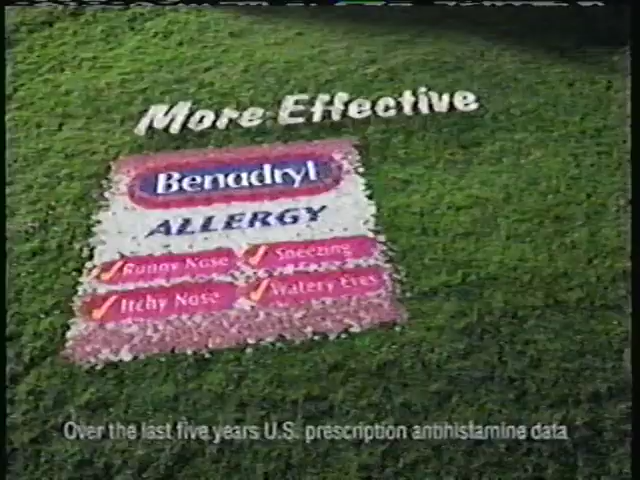 More Effective
Benadryl
ALLERGY
Runny Nose
Sneezing
Itchy Nose
Watery Eyes
Over the last five years U.S. prescription antihistamine data